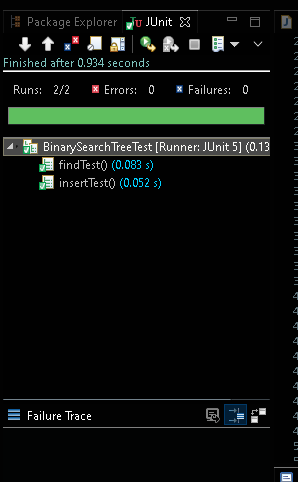 Package Explorer JUnit
Finished after 0.934 seconds
Runs: 2/2 Errors: 0 Failures: 0
BinarySearchTreeTest [Runner: JUnit 5] (0.13
findTest() (0.083 s)
insertTest() (0.052 s)
Failure Trace